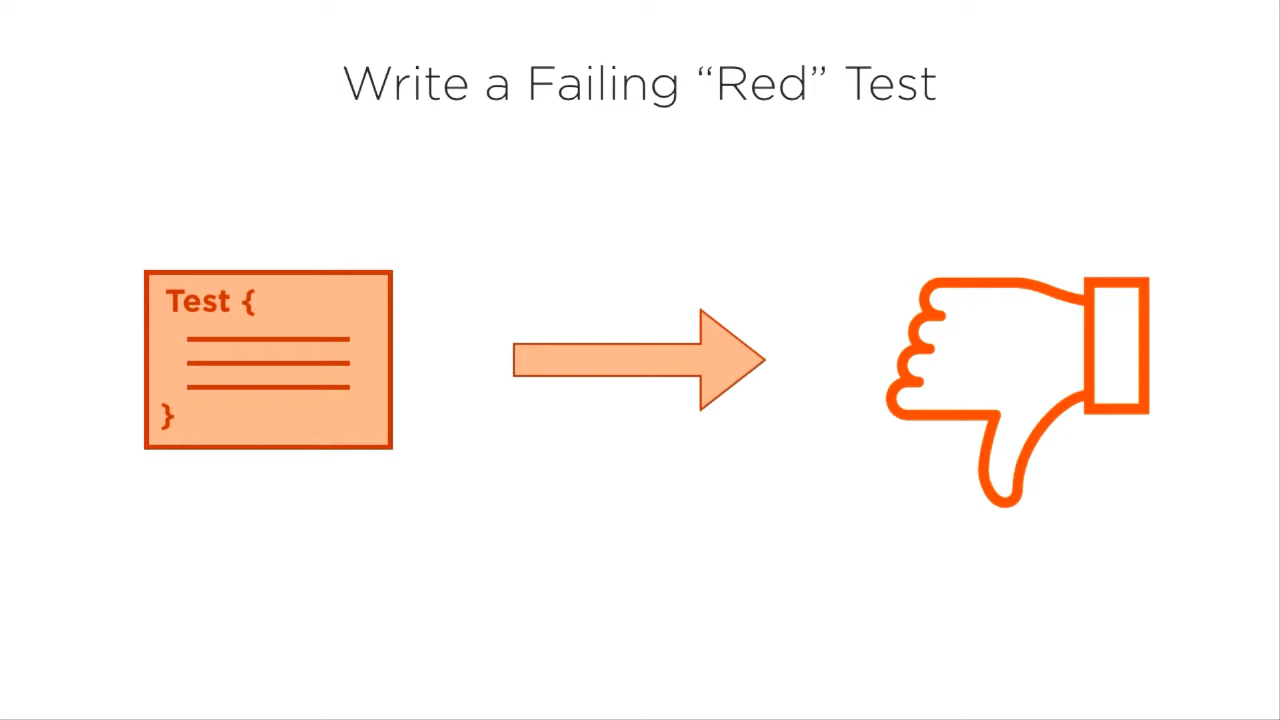 Write a Failing “Red” Test
Test {
}